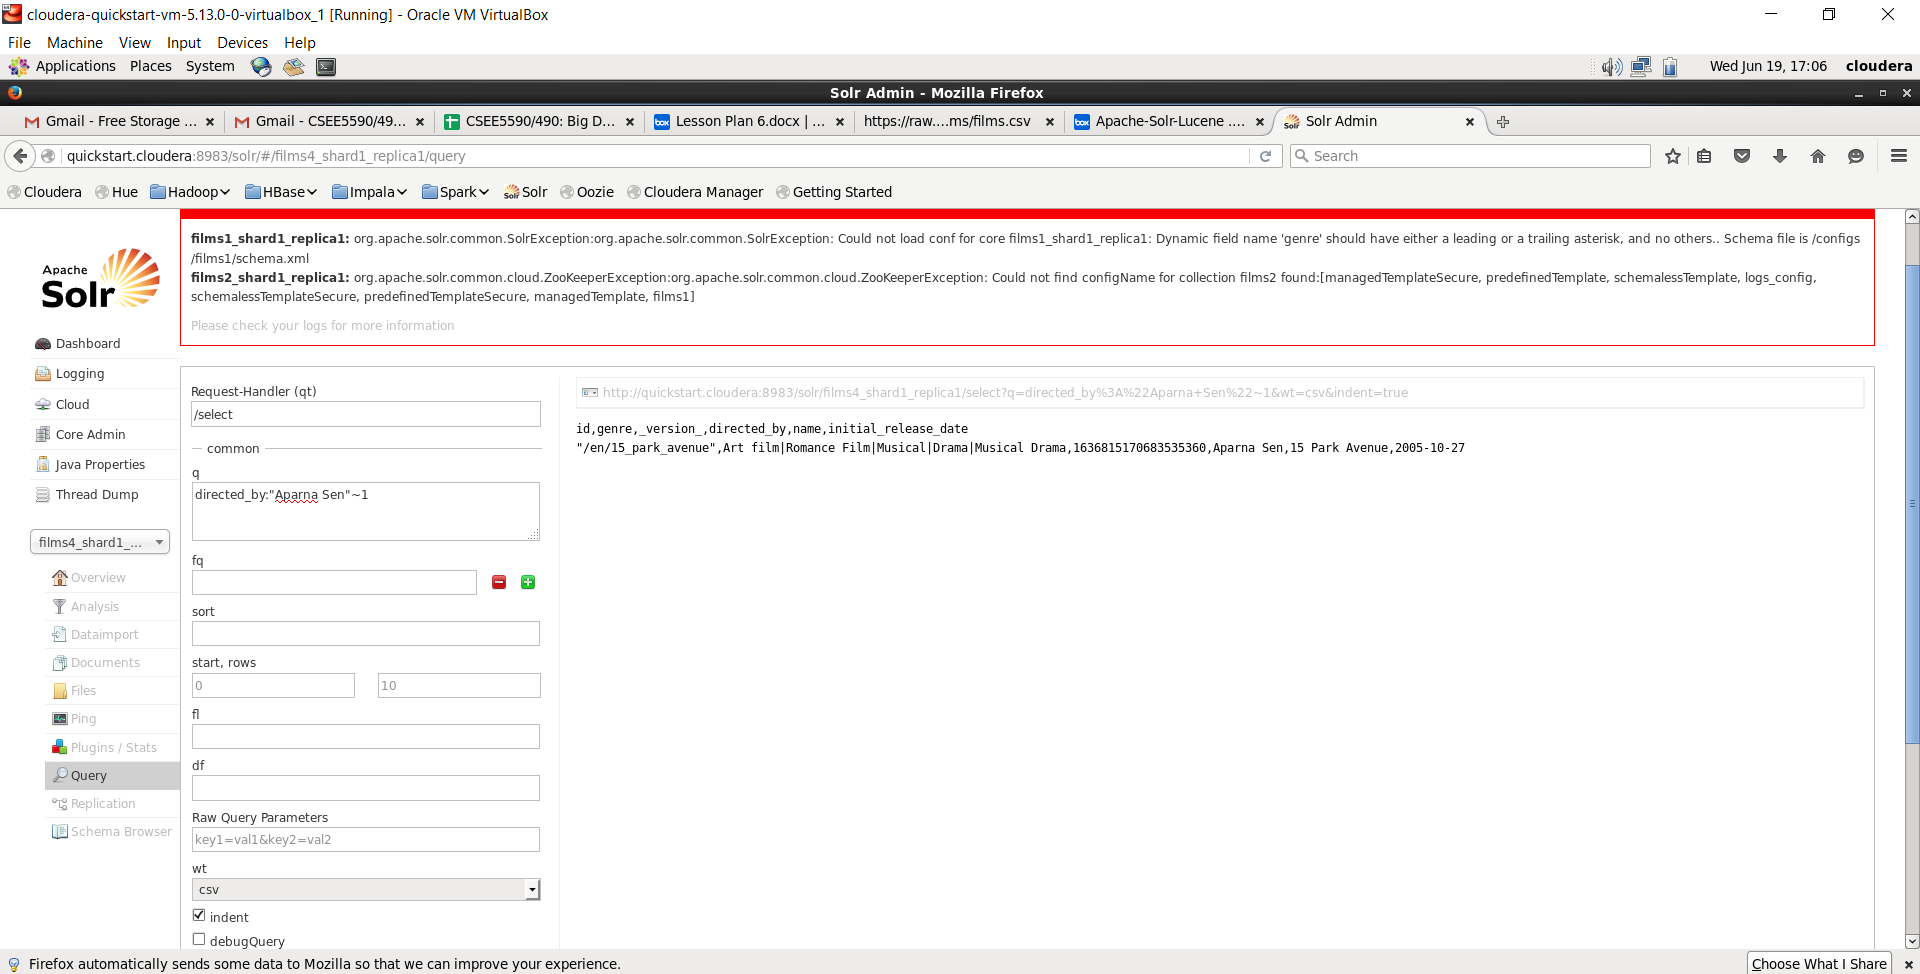 cloudera-quickstart-vm-5.13.0-0-virtualbox_1 [Running] - Oracle VM VirtualBox
File Machine View Input Devices Help
Applications Places System Wed Jun 19, 17:06 cloudera
Solr Admin - Mozilla Firefox
Gmail - Free Storage ... Gmail - CSEE5590/49... CSEE5590/490: Big D... Lesson Plan 6.docx | ... https://raw....ms/films.csv Apache-Solr-Lucene .... Solr Admin
quickstart.cloudera:8983/solr/#/films4_shard1_replica1/query Search
Cloudera Hue Hadoop HBase Impala Spark Solr Oozie Cloudera Manager Getting Started
films1_shard1_replica1: org.apache.solr.common.SolrException:org.apache.solr.common.SolrException: Could not load conf for core films1_shard1_replica1: Dynamic field name 'genre' should have either a leading or a trailing asterisk, and no others.. Schema file is /configs
/films1/schema.xml
films2_shard1_replica1: org.apache.solr.common.cloud.ZooKeeperException:org.apache.solr.common.cloud.ZooKeeperException: Could not find configName for collection films2 found:[managedTemplateSecure, predefinedTemplate, schemalessTemplate, logs_config,
schemalessTemplateSecure, predefinedTemplateSecure, managedTemplate, films1]
Please check your logs for more information
Apache
Solr
Dashboard
Logging
Cloud
Core Admin
Java Properties
Thread Dump
films4_shard1_...
Overview
Analysis
Dataimport
Documents
Files
Ping
Plugins / Stats
Query
Replication
Schema Browser
Request-Handler (qt)
/select
common
q
directed_by:"Aparna Sen"~1
fq
sort
start, rows
0 10
fl
df
Raw Query Parameters
key1=val1&key2=val2
wt
csv
indent
debugQuery
http://quickstart.cloudera:8983/solr/films4_shard1_replica1/select?q=directed_by%3A%22Aparna+Sen%22~1&wt=csv&indent=true
id,genre,_version_,directed_by,name,initial_release_date
"/en/15_park_avenue",Art film|Romance Film|Musical|Drama|Musical Drama,1636815170683535360,Aparna Sen,15 Park Avenue,2005-10-27
Firefox automatically sends some data to Mozilla so that we can improve your experience. Choose What I Share